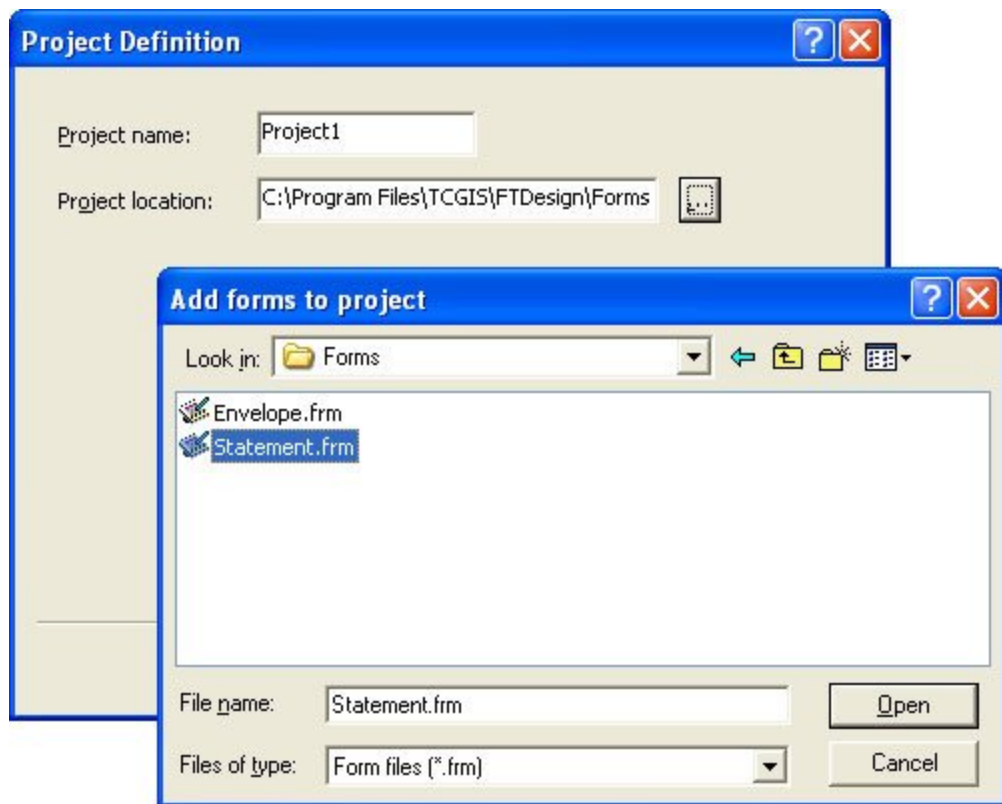 Project Definition
Project name: Project1
Project location: C:\Program Files\TCGIS\FTDesign\Forms ...
Add forms to project
Look in: Forms
Envelope.frm
Statement.frm
File name: Statement.frm Open
Files of type: Form files (*.frm) Cancel